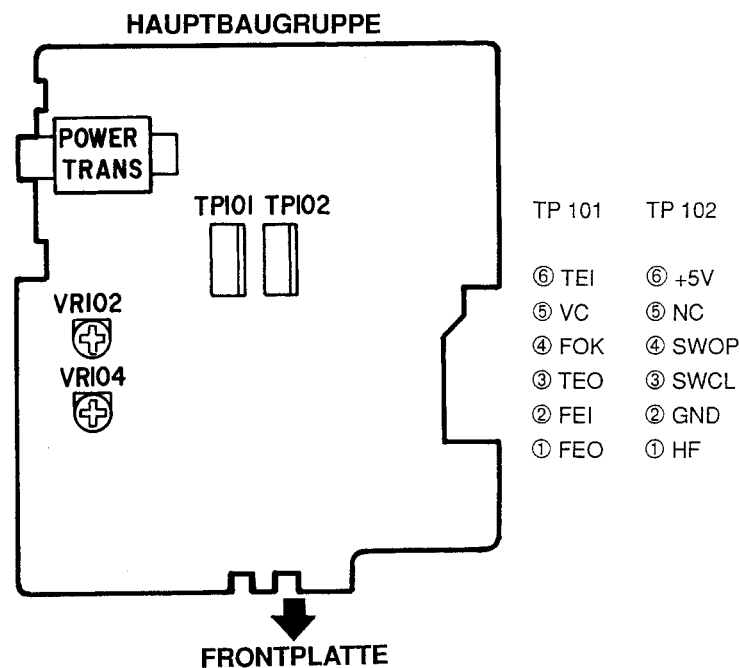 HAUPTBAUGRUPPE
POWER
TRANS
TP101 TP102
VR102
VR104
TP 101 TP 102
⑥ TEI ⑥ +5V
⑤ VC ⑤ NC
④ FOK ④ SWOP
③ TEO ③ SWCL
② FEI ② GND
① FEO ① HF
FRONTPLATTE